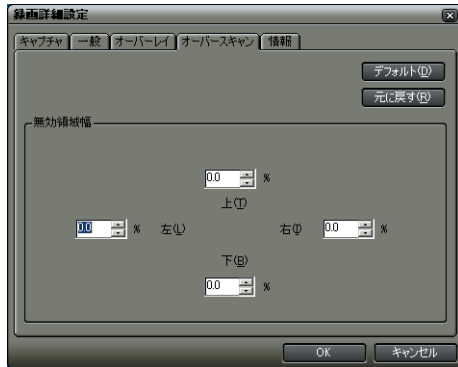 録画詳細設定
キャプチャ 一般 オーバーレイ オーバースキャン 情報
デフォルト(D)
元に戻す(R)
無効領域幅
0.0 %
上(T)
0.0 % 左(L) 右(I) 0.0 %
下(B)
0.0 %
OK キャンセル